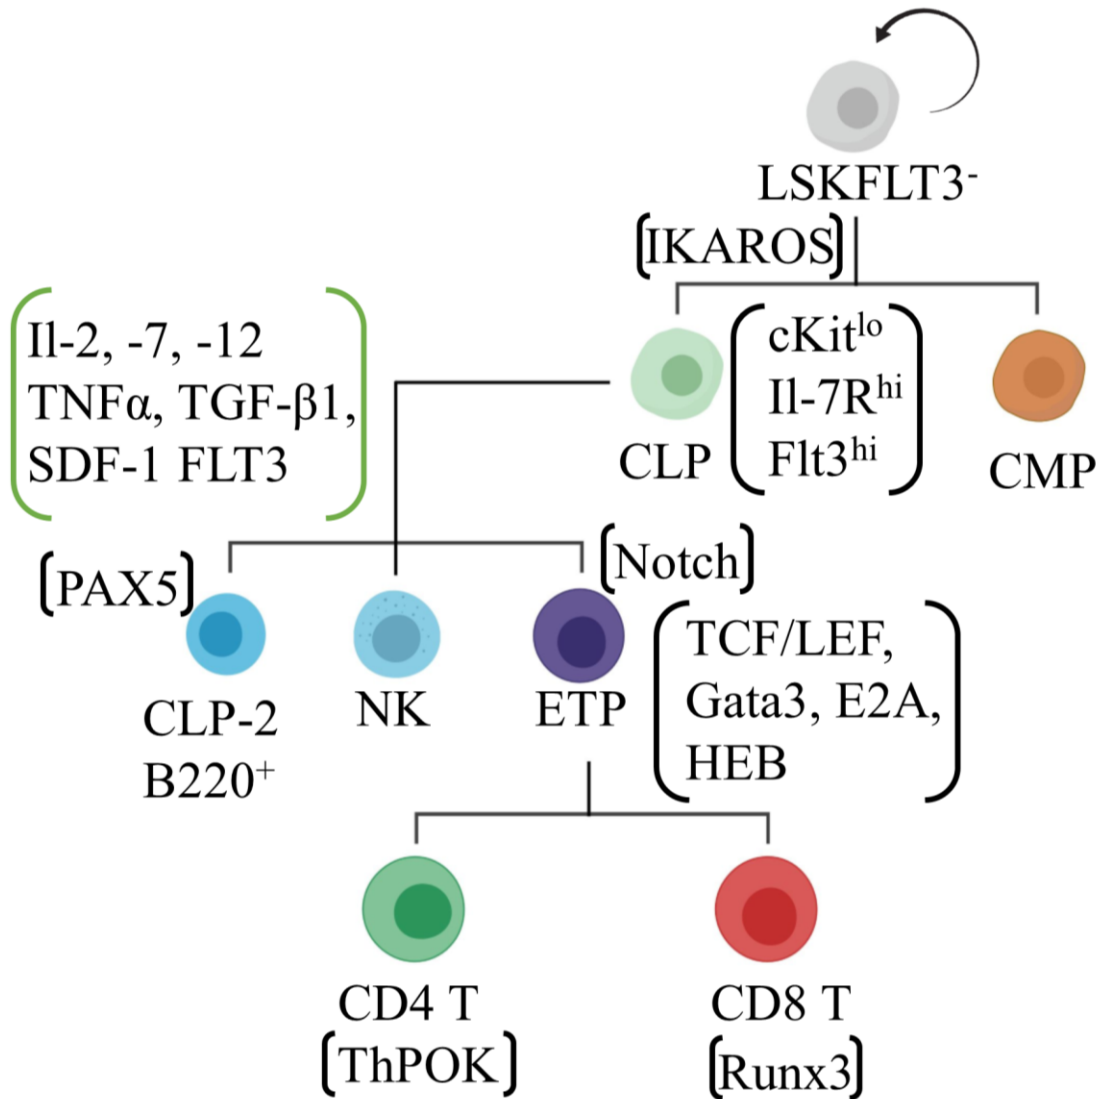 LSKFLT3-
[IKAROS]
Il-2, -7, -12
TNFα, TGF-β1,
SDF-1 FLT3
cKitlo
Il-7Rhi
Flt3hi
CLP
CMP
[PAX5]
[Notch]
CLP-2
B220+
NK
ETP
TCF/LEF,
Gata3, E2A,
HEB
CD4 T
[ThPOK]
CD8 T
[Runx3]